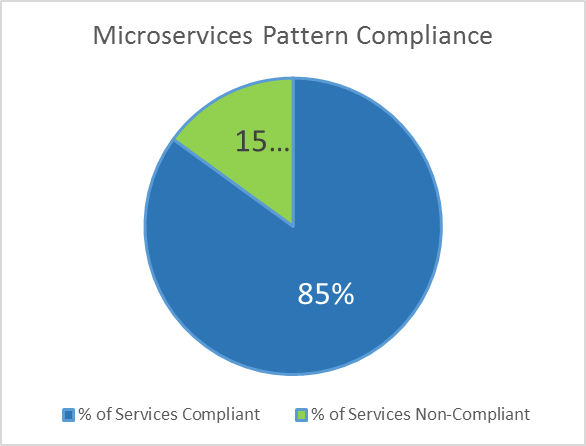 Microservices Pattern Compliance
15...
85%
% of Services Compliant
% of Services Non-Compliant